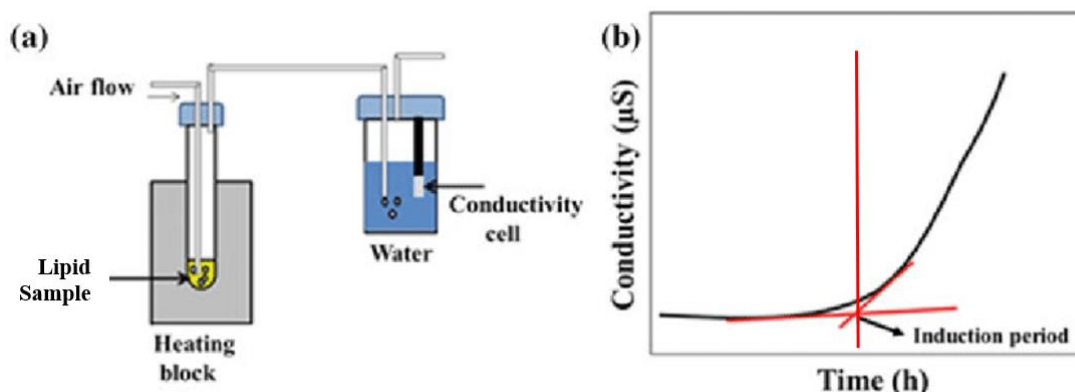 (a)
Air flow
Lipid
Sample
Heating
block
Water
Conductivity
cell
(b)
Conductivity (µS)
Induction period
Time (h)